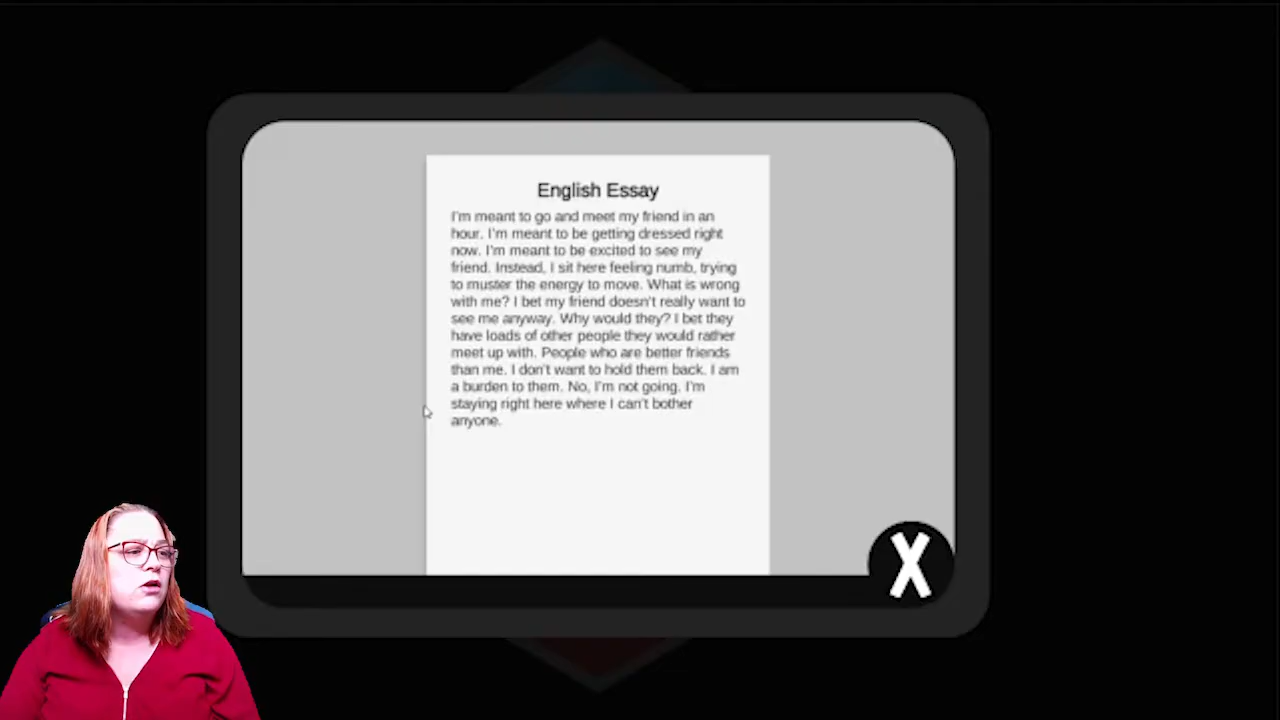 English Essay
I'm meant to go and meet my friend in an
hour. I'm meant to be getting dressed right
now. I'm meant to be excited to see my
friend. Instead, I sit here feeling numb, trying
to muster the energy to move. What is wrong
with me? I bet my friend doesn't really want to
see me anyway. Why would they? I bet they
have loads of other people they would rather
meet up with. People who are better friends
than me. I don't want to hold them back. I am
a burden to them. No, I'm not going. I'm
staying right here where I can't bother
anyone.
X